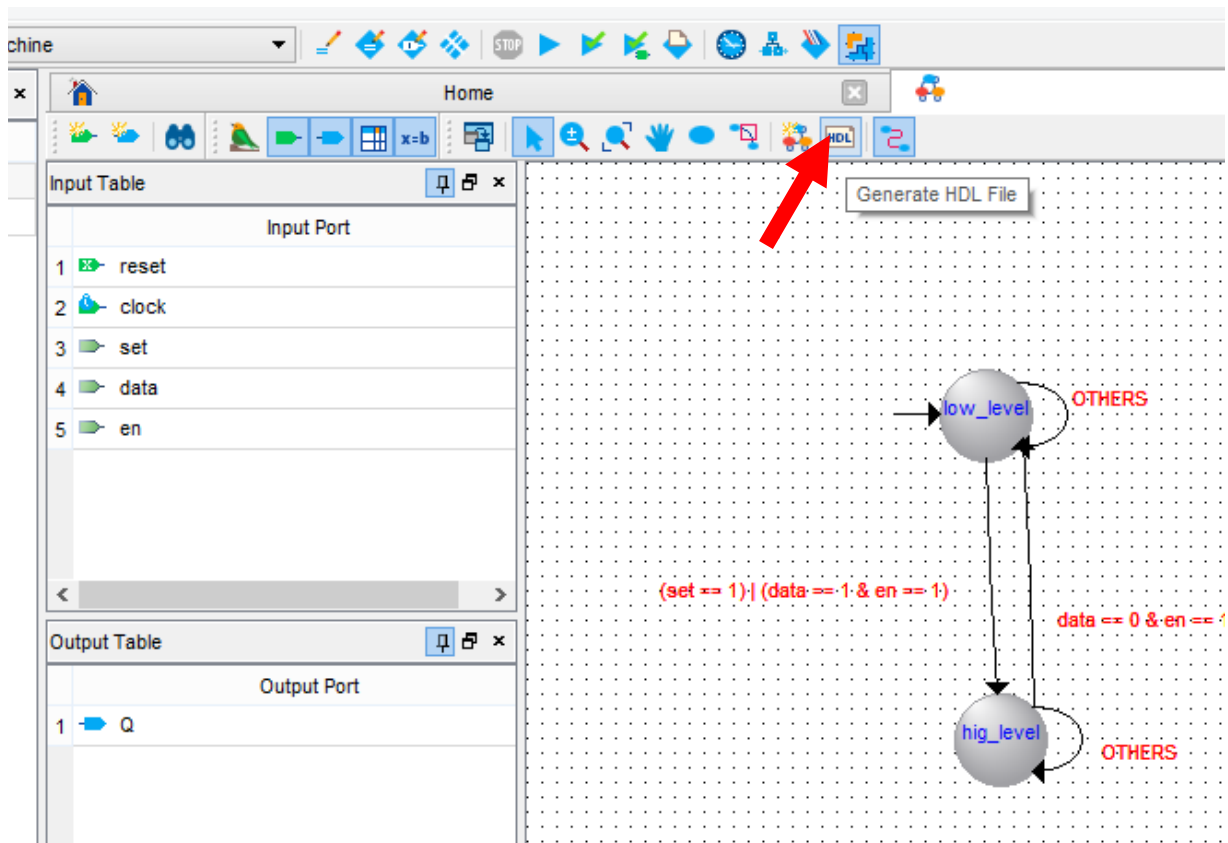 chine
STOP
Home
x=b
HDL
Generate HDL File
Input Table
Input Port
1 reset
2 clock
3 set
4 data
5 en
Output Table
Output Port
1 Q
low_level
OTHERS
(set == 1) | (data == 1 & en == 1)
data == 0 & en == 1
hig_level
OTHERS